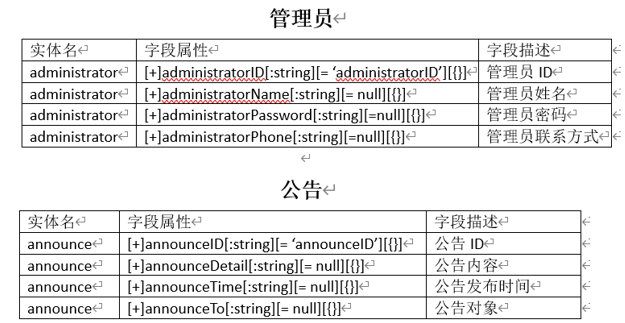 管理员
实体名 字段属性 字段描述
administrator [+]administratorID[:string][= ‘administratorID’][{}] 管理员 ID
administrator [+]administratorName[:string][= null][{}] 管理员姓名
administrator [+]administratorPassword[:string][=null][{}] 管理员密码
administrator [+]administratorPhone[:string][=null][{}] 管理员联系方式
公告
实体名 字段属性 字段描述
announce [+]announceID[:string][= ‘announceID’][{}] 公告 ID
announce [+]announceDetail[:string][= null][{}] 公告内容
announce [+]announceTime[:string][= null][{}] 公告发布时间
announce [+]announceTo[:string][= null][{}] 公告对象